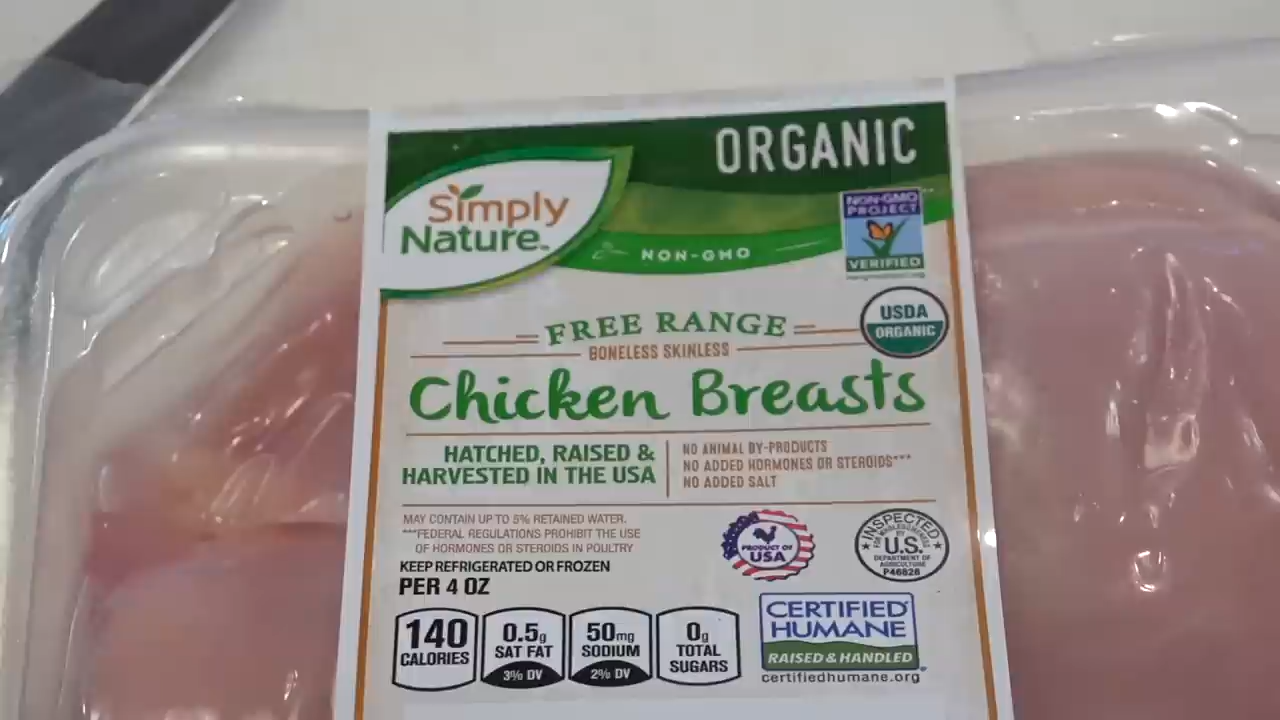 ORGANIC
Simply
Nature™
NON-GMO
NON-GMO
PROJECT
VERIFIED
USDA
ORGANIC
FREE RANGE
BONELESS SKINLESS
Chicken Breasts
HATCHED, RAISED &
HARVESTED IN THE USA
NO ANIMAL BY-PRODUCTS
NO ADDED HORMONES OR STEROIDS***
NO ADDED SALT
MAY CONTAIN UP TO 5% RETAINED WATER.
***FEDERAL REGULATIONS PROHIBIT THE USE
OF HORMONES OR STEROIDS IN POULTRY
KEEP REFRIGERATED OR FROZEN
PER 4 OZ
PRODUCT OF
USA
INSPECTED
U.S.
DEPARTMENT OF
AGRICULTURE
P46828
140
CALORIES
0.5g
SAT FAT
3% DV
50mg
SODIUM
2% DV
0g
TOTAL
SUGARS
CERTIFIED
HUMANE
RAISED & HANDLED
certifiedhumane.org